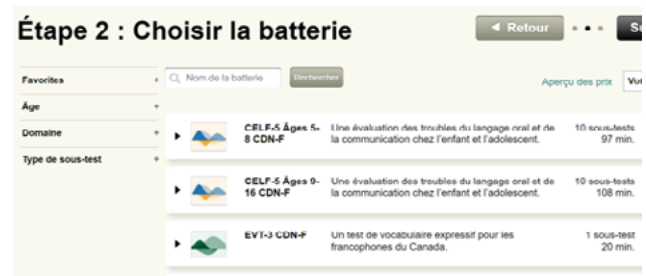 Étape 2 : Choisir la batterie
Retour
Favorites +
Nom de la batterie
Rechercher
Aperçu des prix
Âge +
Domaine +
Type de sous-test +
CELF-5 Âges 5-
8 CDN-F
Une évaluation des troubles du langage oral et de
la communication chez l'enfant et l'adolescent.
10 sous-tests
97 min.
CELF-5 Âges 9-
16 CDN-F
Une évaluation des troubles du langage oral et de
la communication chez l'enfant et l'adolescent.
10 sous-tests
108 min.
EVT-3 CDN-F
Un test de vocabulaire expressif pour les
francophones du Canada.
1 sous-test
20 min.